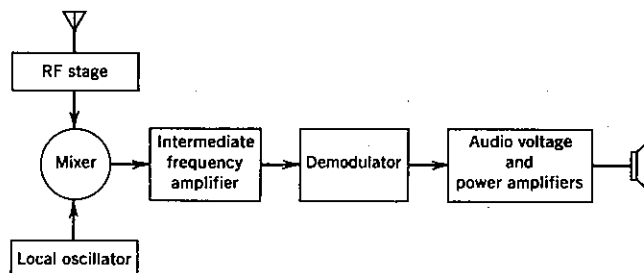 RF stage
Mixer
Intermediate
frequency
amplifier
Demodulator
Audio voltage
and
power amplifiers
Local oscillator